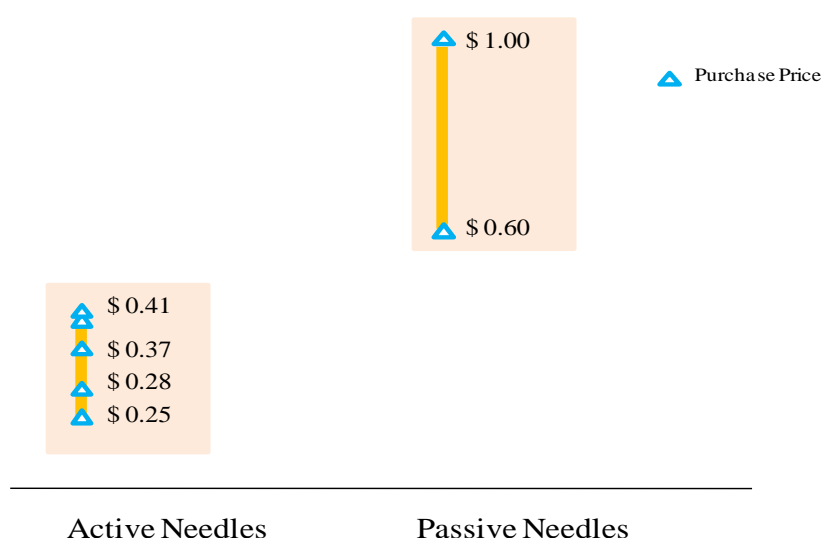 $ 1.00
Purchase Price
$ 0.60
$ 0.41
$ 0.37
$ 0.28
$ 0.25
Active Needles
Passive Needles